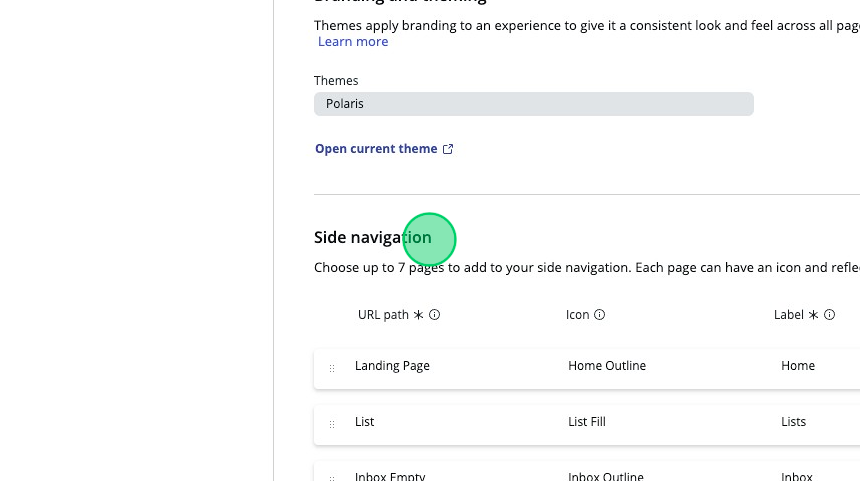 Branding and theming
Themes apply branding to an experience to give it a consistent look and feel across all
Learn more
Themes
Polaris
Open current theme
Side navigation
Choose up to 7 pages to add to your side navigation. Each page can have an icon and
URL path * Icon Label *
Landing Page Home Outline Home
List List Fill Lists
Inbox Empty Inbox Outline Inbox